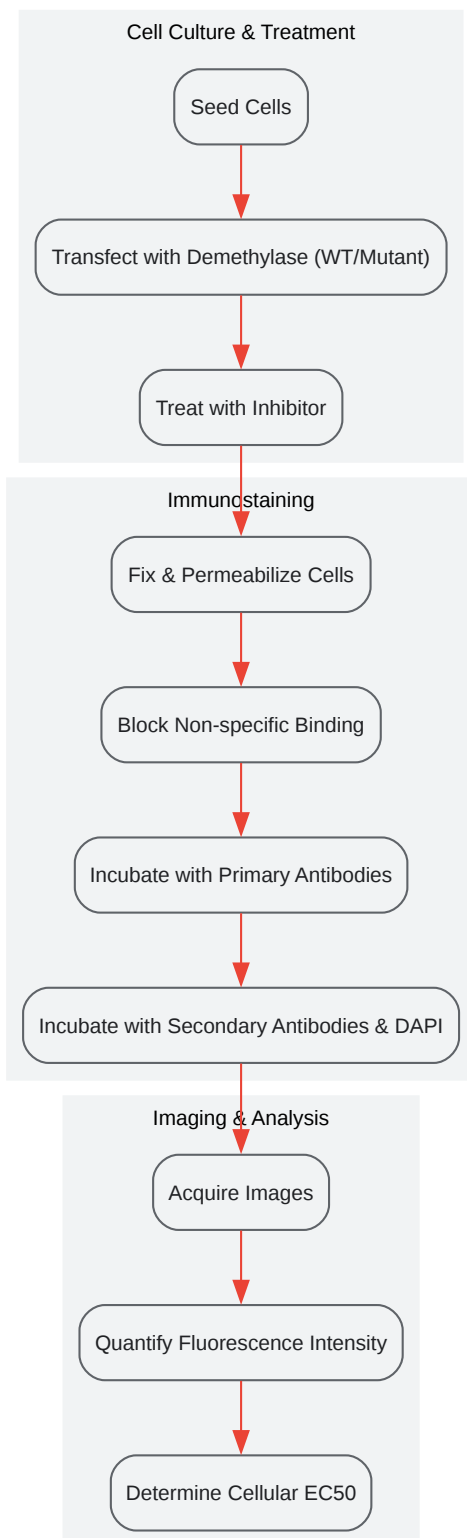 Cell Culture & Treatment
Seed Cells
Transfect with Demethylase (WT/Mutant)
Treat with Inhibitor
Immunostaining
Fix & Permeabilize Cells
Block Non-specific Binding
Incubate with Primary Antibodies
Incubate with Secondary Antibodies & DAPI
Imaging & Analysis
Acquire Images
Quantify Fluorescence Intensity
Determine Cellular EC50